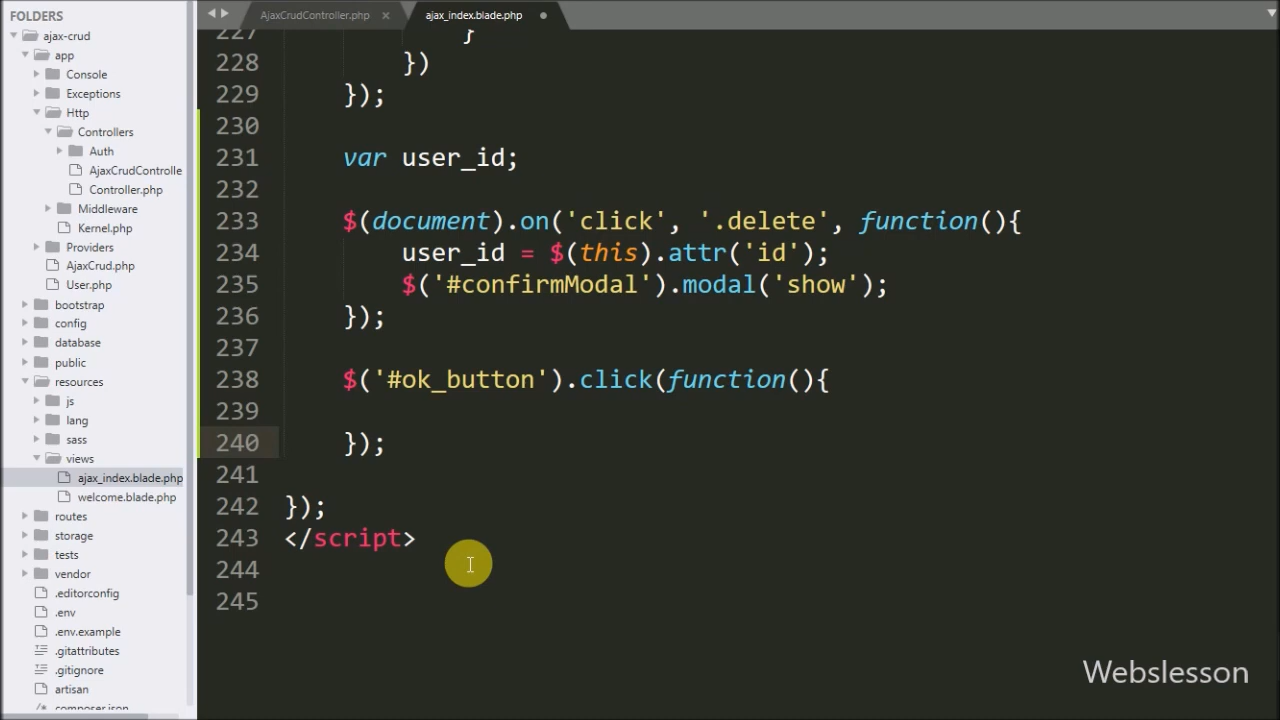 FOLDERS
ajax-crud
app
Console
Exceptions
Http
Controllers
Auth
AjaxCrudControlle
Controller.php
Middleware
Kernel.php
Providers
AjaxCrud.php
User.php
bootstrap
config
database
public
resources
js
lang
sass
views
ajax_index.blade.php
welcome.blade.php
routes
storage
tests
vendor
.editorconfig
.env
.env.example
.gitattributes
.gitignore
artisan
composer.json
AjaxCrudController.php ×
ajax_index.blade.php
227 }
228 })
229 });
230
231 var user_id;
232
233 $(document).on('click', '.delete', function(){
234 user_id = $(this).attr('id');
235 $('#confirmModal').modal('show');
236 });
237
238 $('#ok_button').click(function(){
239
240 });
241
242 });
243 </script>
244
245
Webslesson